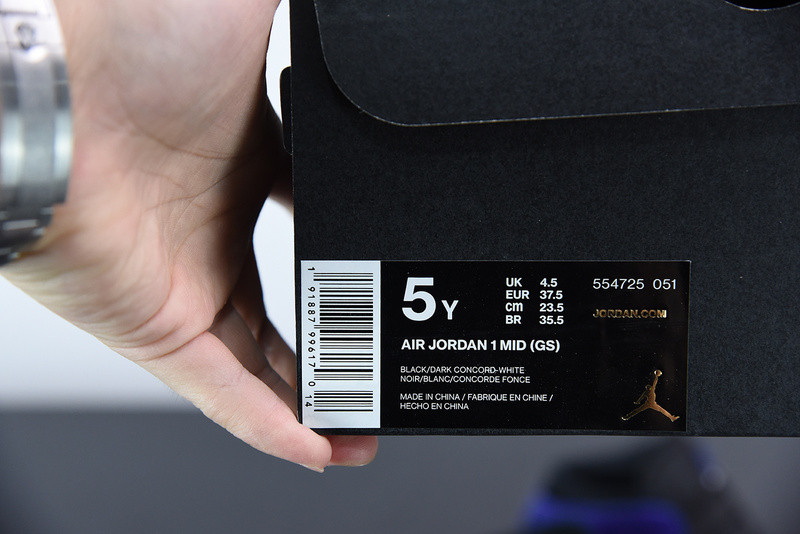 5 Y
UK 4.5
EUR 37.5
cm 23.5
BR 35.5
554725 051
JORDAN.COM
AIR JORDAN 1 MID (GS)
BLACK/DARK CONCORD-WHITE
NOIR/BLANC/CONCORDE FONCE
MADE IN CHINA / FABRIQUE EN CHINE /
HECHO EN CHINA
1 91887 99617 0 14